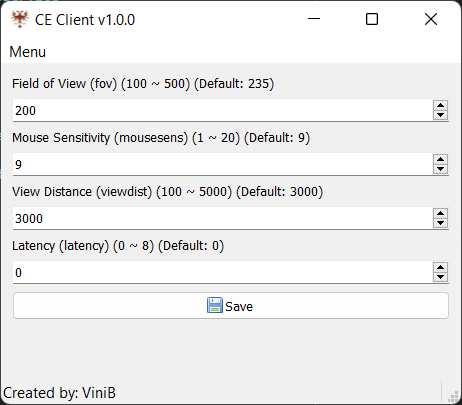 CE Client v1.0.0
Menu
Field of View (fov) (100 ~ 500) (Default: 235)
200
Mouse Sensitivity (mousesens) (1 ~ 20) (Default: 9)
9
View Distance (viewdist) (100 ~ 5000) (Default: 3000)
3000
Latency (latency) (0 ~ 8) (Default: 0)
0
Save
Created by: ViniB